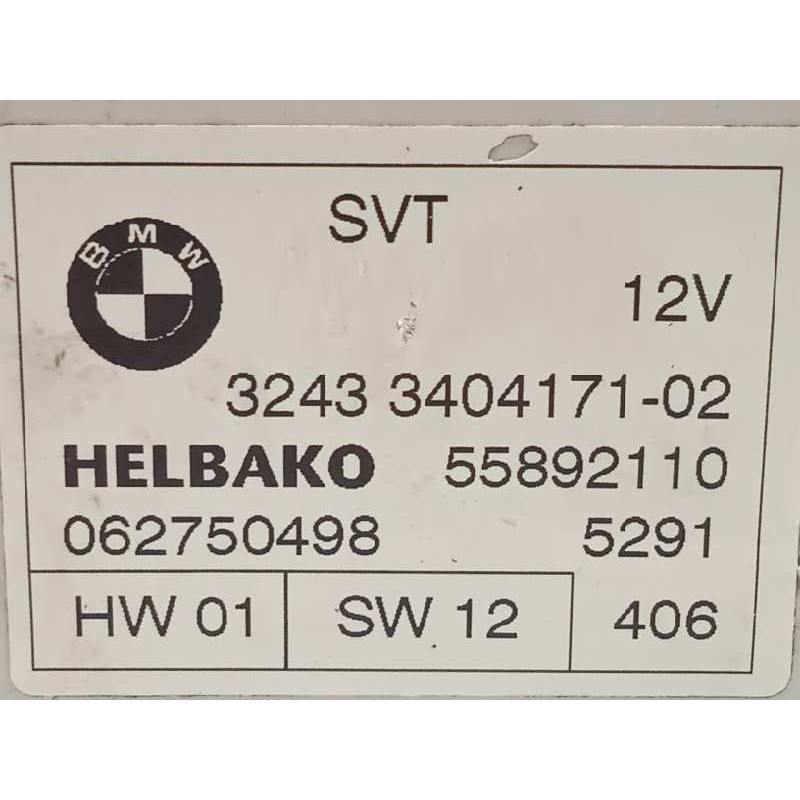 SVT
BMW
12V
3243 3404171-02
HELBAKO 55892110
062750498 5291
HW 01 SW 12 406